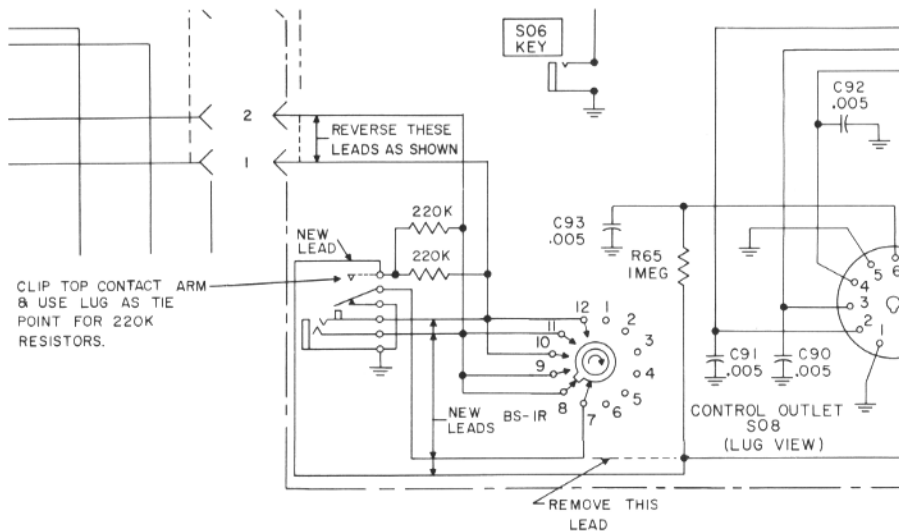 SO6
KEY
C92
.005
2
REVERSE THESE
LEADS AS SHOWN
1
220K
C93
.005
NEW
LEAD
220K
R65
1MEG
6
5
4
3
2
1
CLIP TOP CONTACT ARM
& USE LUG AS TIE
POINT FOR 220K
RESISTORS.
12
1
2
3
4
5
6
7
8
9
10
11
C91
.005
C90
.005
NEW
LEADS
BS-1R
CONTROL OUTLET
SO8
(LUG VIEW)
REMOVE THIS
LEAD